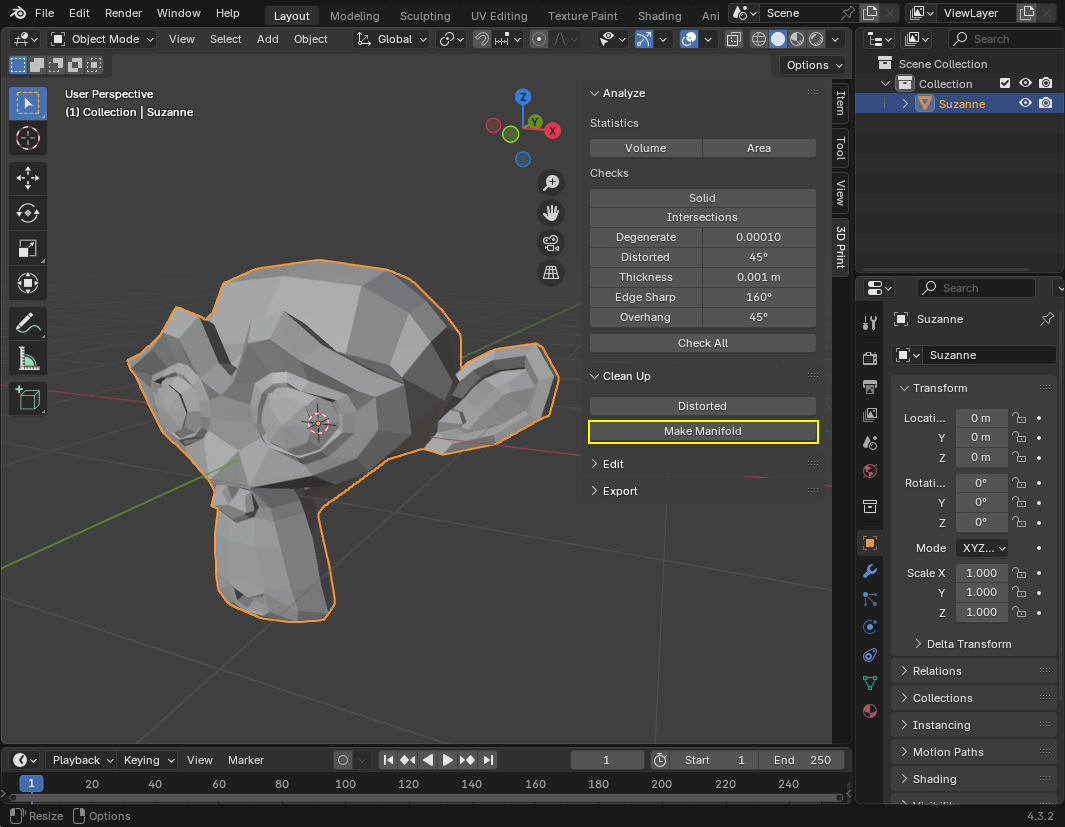 File Edit Render Window Help Layout Modeling Sculpting UV Editing Texture Paint Shading Ani Scene ViewLayer
Object Mode View Select Add Object Global Search
Options
User Perspective
(1) Collection | Suzanne
Z
Y
X
Analyze
Statistics
Volume Area
Checks
Solid
Intersections
Degenerate 0.00010
Distorted 45°
Thickness 0.001 m
Edge Sharp 160°
Overhang 45°
Check All
Clean Up
Distorted
Make Manifold
Edit
Export
Item
Tool
View
3D Print
Scene Collection
Collection
Suzanne
Search
Suzanne
Suzanne
Transform
Locati... 0 m
Y 0 m
Z 0 m
Rotati... 0°
Y 0°
Z 0°
Mode XYZ...
Scale X 1.000
Y 1.000
Z 1.000
Delta Transform
Relations
Collections
Instancing
Motion Paths
Shading
Playback Keying View Marker 1 Start 1 End 250
1 20 40 60 80 100 120 140 160 180 200 220 240
Resize Options 4.3.2